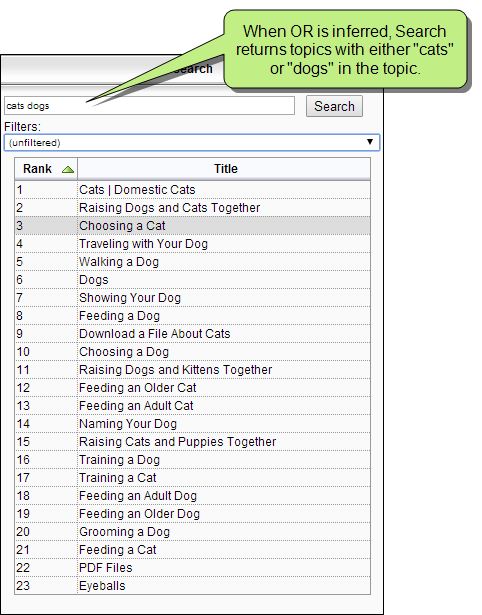 When OR is inferred, Search
returns topics with either "cats"
or "dogs" in the topic.
Search
cats dogs
Search
Filters:
(unfiltered)
Rank Title
1 Cats | Domestic Cats
2 Raising Dogs and Cats Together
3 Choosing a Cat
4 Traveling with Your Dog
5 Walking a Dog
6 Dogs
7 Showing Your Dog
8 Feeding a Dog
9 Download a File About Cats
10 Choosing a Dog
11 Raising Dogs and Kittens Together
12 Feeding an Older Cat
13 Feeding an Adult Cat
14 Naming Your Dog
15 Raising Cats and Puppies Together
16 Training a Dog
17 Training a Cat
18 Feeding an Adult Dog
19 Feeding an Older Dog
20 Grooming a Dog
21 Feeding a Cat
22 PDF Files
23 Eyeballs